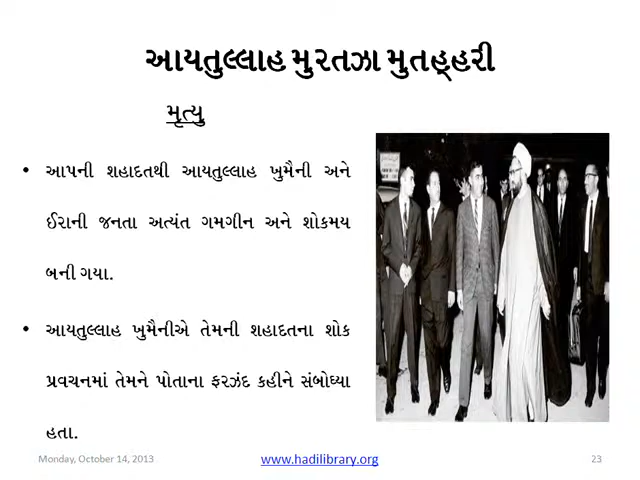 આયતુલ્લાહ મુરતઝા મુતહ્હરી
મૃત્યુ
• આપની શહાદતથી આયતુલ્લાહ ખુમૈની અને
ઈરાની જનતા અત્યંત ગમગીન અને શોકમય
બની ગયા.
• આયતુલ્લાહ ખુમૈનીએ તેમની શહાદતના શોક
પ્રવચનમાં તેમને પોતાના ફરઝંદ કહીને સંબોઘ્યા
હતા.
Monday, October 14, 2013
www.hadilibrary.org
23